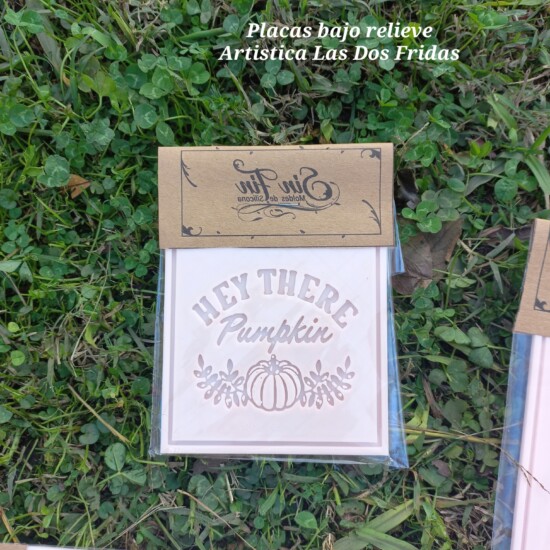 Placas bajo relieve
Artistica Las Dos Fridas
Sin Fin
Moldes de Silicona
HEY THERE
Pumpkin